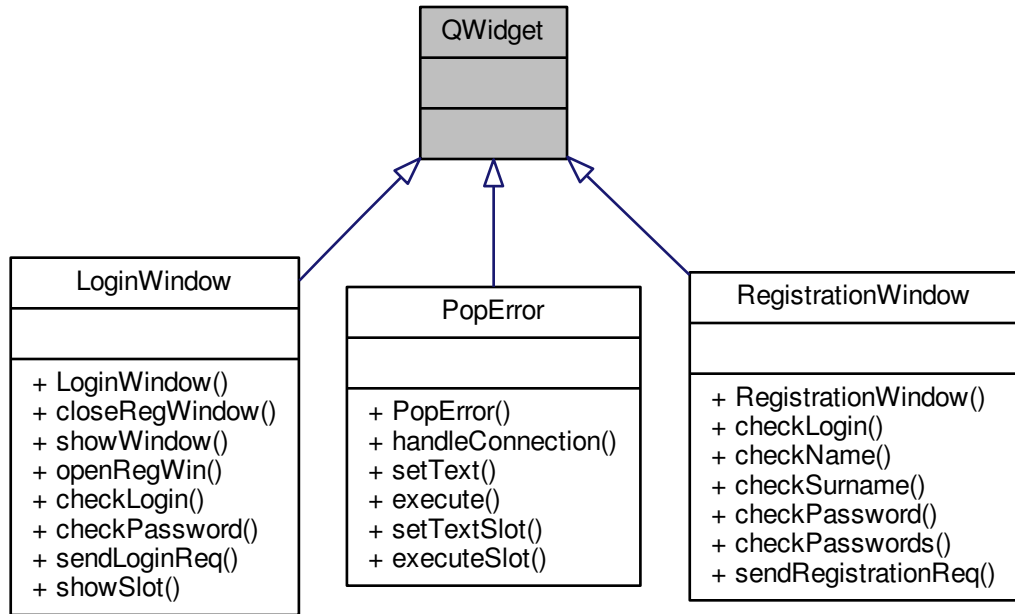 QWidget
LoginWindow
+ LoginWindow()
+ closeRegWindow()
+ showWindow()
+ openRegWin()
+ checkLogin()
+ checkPassword()
+ sendLoginReq()
+ showSlot()
PopError
+ PopError()
+ handleConnection()
+ setText()
+ execute()
+ setTextSlot()
+ executeSlot()
RegistrationWindow
+ RegistrationWindow()
+ checkLogin()
+ checkName()
+ checkSurname()
+ checkPassword()
+ checkPasswords()
+ sendRegistrationReq()